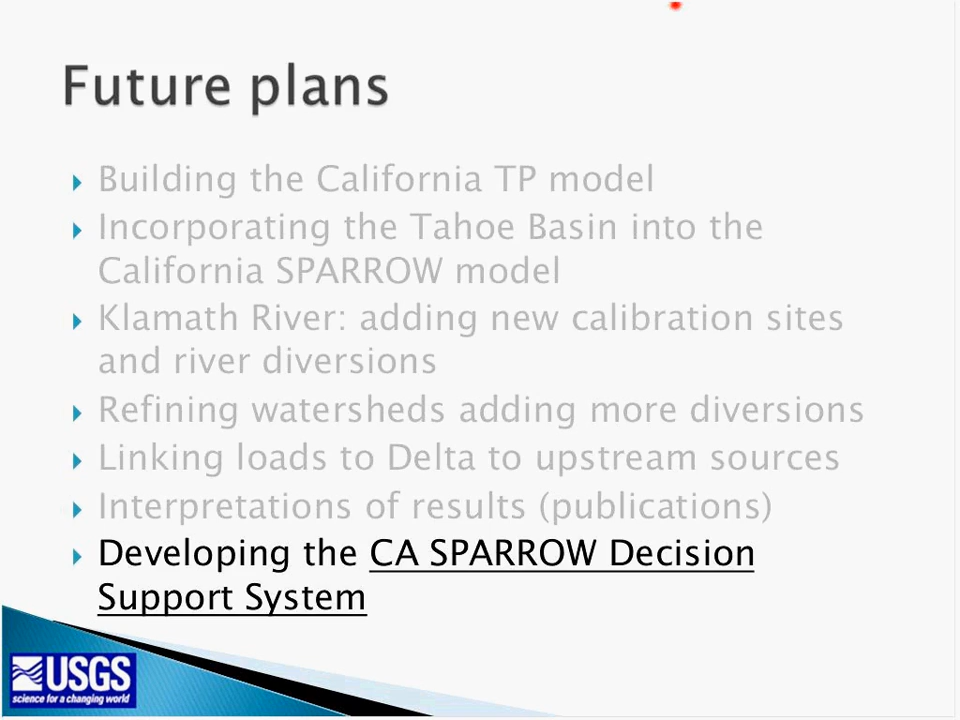 Future plans
Building the California TP model
Incorporating the Tahoe Basin into the
California SPARROW model
Klamath River: adding new calibration sites
and river diversions
Refining watersheds adding more diversions
Linking loads to Delta to upstream sources
Interpretations of results (publications)
Developing the CA SPARROW Decision
Support System
USGS
science for a changing world